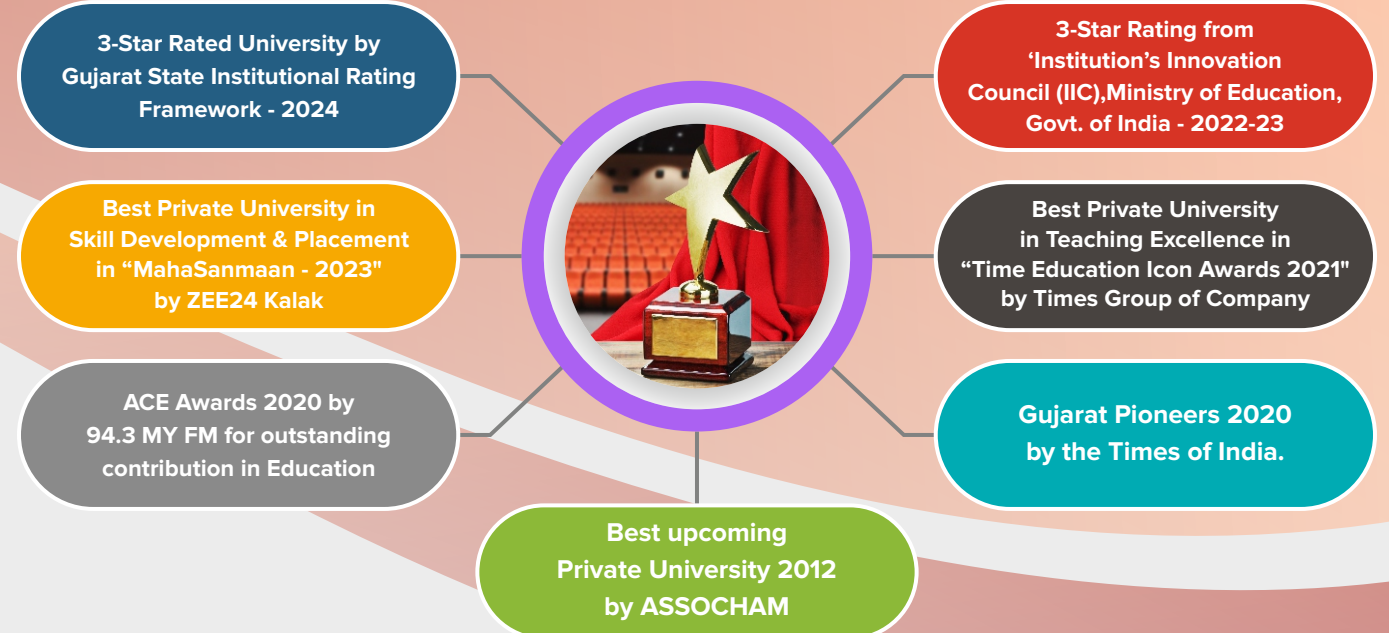 3-Star Rated University by
Gujarat State Institutional Rating
Framework - 2024
3-Star Rating from
‘Institution’s Innovation
Council (IIC),Ministry of Education,
Govt. of India - 2022-23
Best Private University in
Skill Development & Placement
in “MahaSanmaan - 2023"
by ZEE24 Kalak
Best Private University
in Teaching Excellence in
“Time Education Icon Awards 2021"
by Times Group of Company
ACE Awards 2020 by
94.3 MY FM for outstanding
contribution in Education
Gujarat Pioneers 2020
by the Times of India.
Best upcoming
Private University 2012
by ASSOCHAM